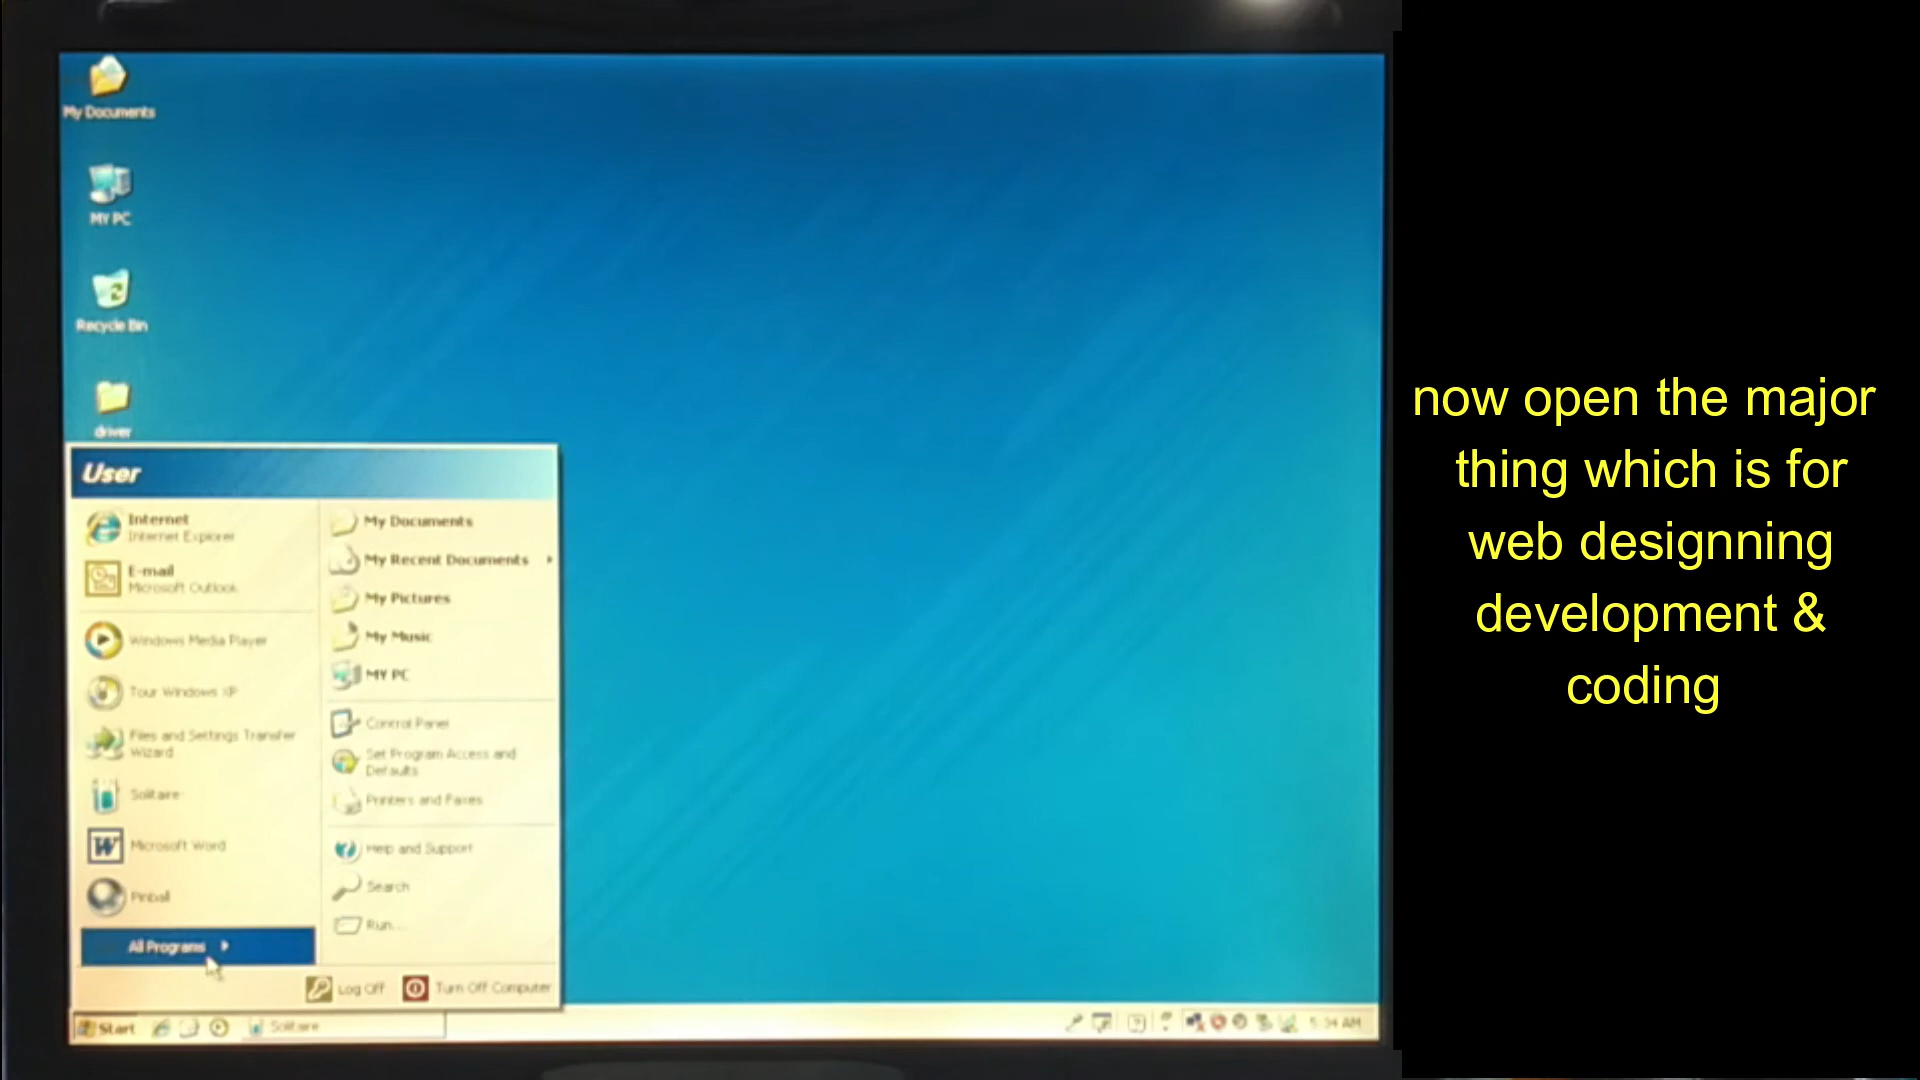 My Documents
MY PC
Recycle Bin
driver
User
Internet
Internet Explorer
E-mail
Microsoft Outlook
Windows Media Player
Tour Windows XP
Files and Settings Transfer
Wizard
Solitaire
Microsoft Word
Pinball
All Programs
My Documents
My Recent Documents
My Pictures
My Music
MY PC
Control Panel
Set Program Access and
Defaults
Printers and Faxes
Help and Support
Search
Run...
Log Off
Turn Off Computer
Start
Solitaire
AM
now open the major
thing which is for
web designning
development &
coding